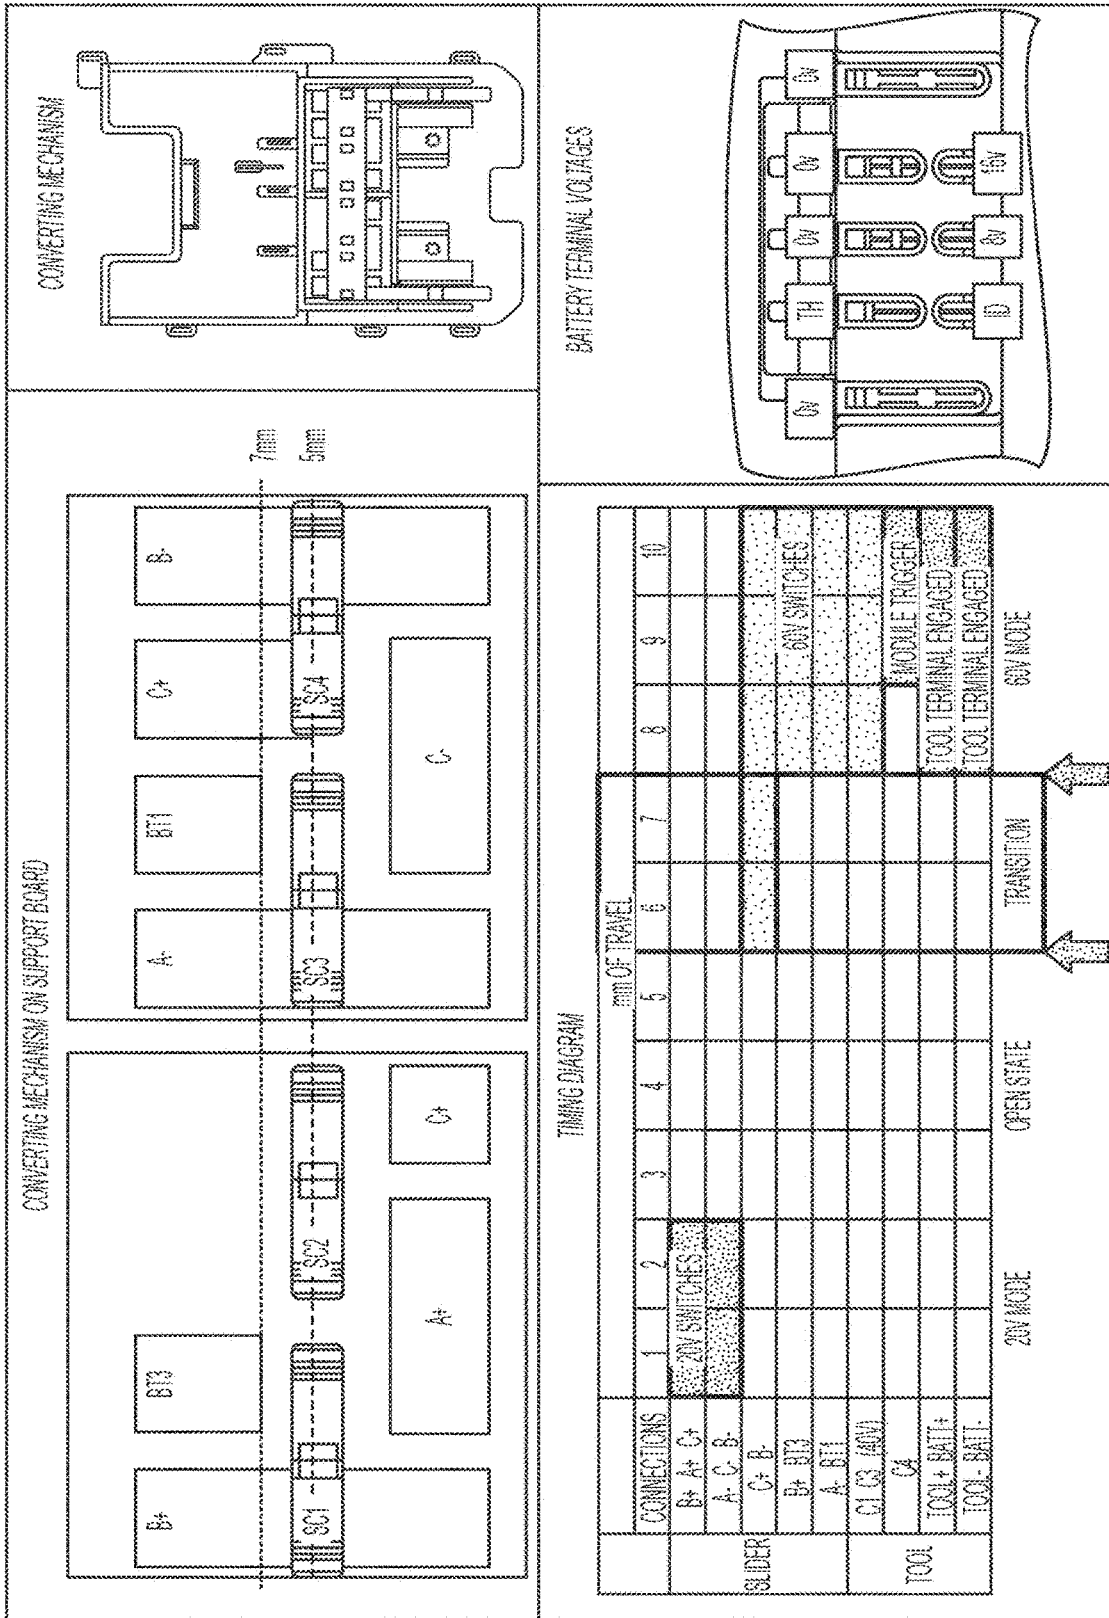 CONVERTING MECHANISM ON SUPPORT BOARD
B+
BT3
SC1
SC2
A+
C+
A-
BT1
C+
B-
SC3
SC4
C-
7mm
5mm
CONVERTING MECHANISM
TIMING DIAGRAM
mm OF TRAVEL
CONNECTIONS 1 2 3 4 5 6 7 8 9 10
SLIDER
B+ A+ C+ 20V SWITCHES
A- C- B-
C+ B-
B+ BT3 60V SWITCHES
A- BT1
TOOL
C1 C3 (40V)
C4 MODULE TRIGGER
TOOL+ BATT+ TOOL TERMINAL ENGAGED
TOOL- BATT- TOOL TERMINAL ENGAGED
20V MODE OPEN STATE TRANSITION 60V MODE
BATTERY TERMINAL VOLTAGES
0v TH 0v 0v 0v
ID 8v 16v